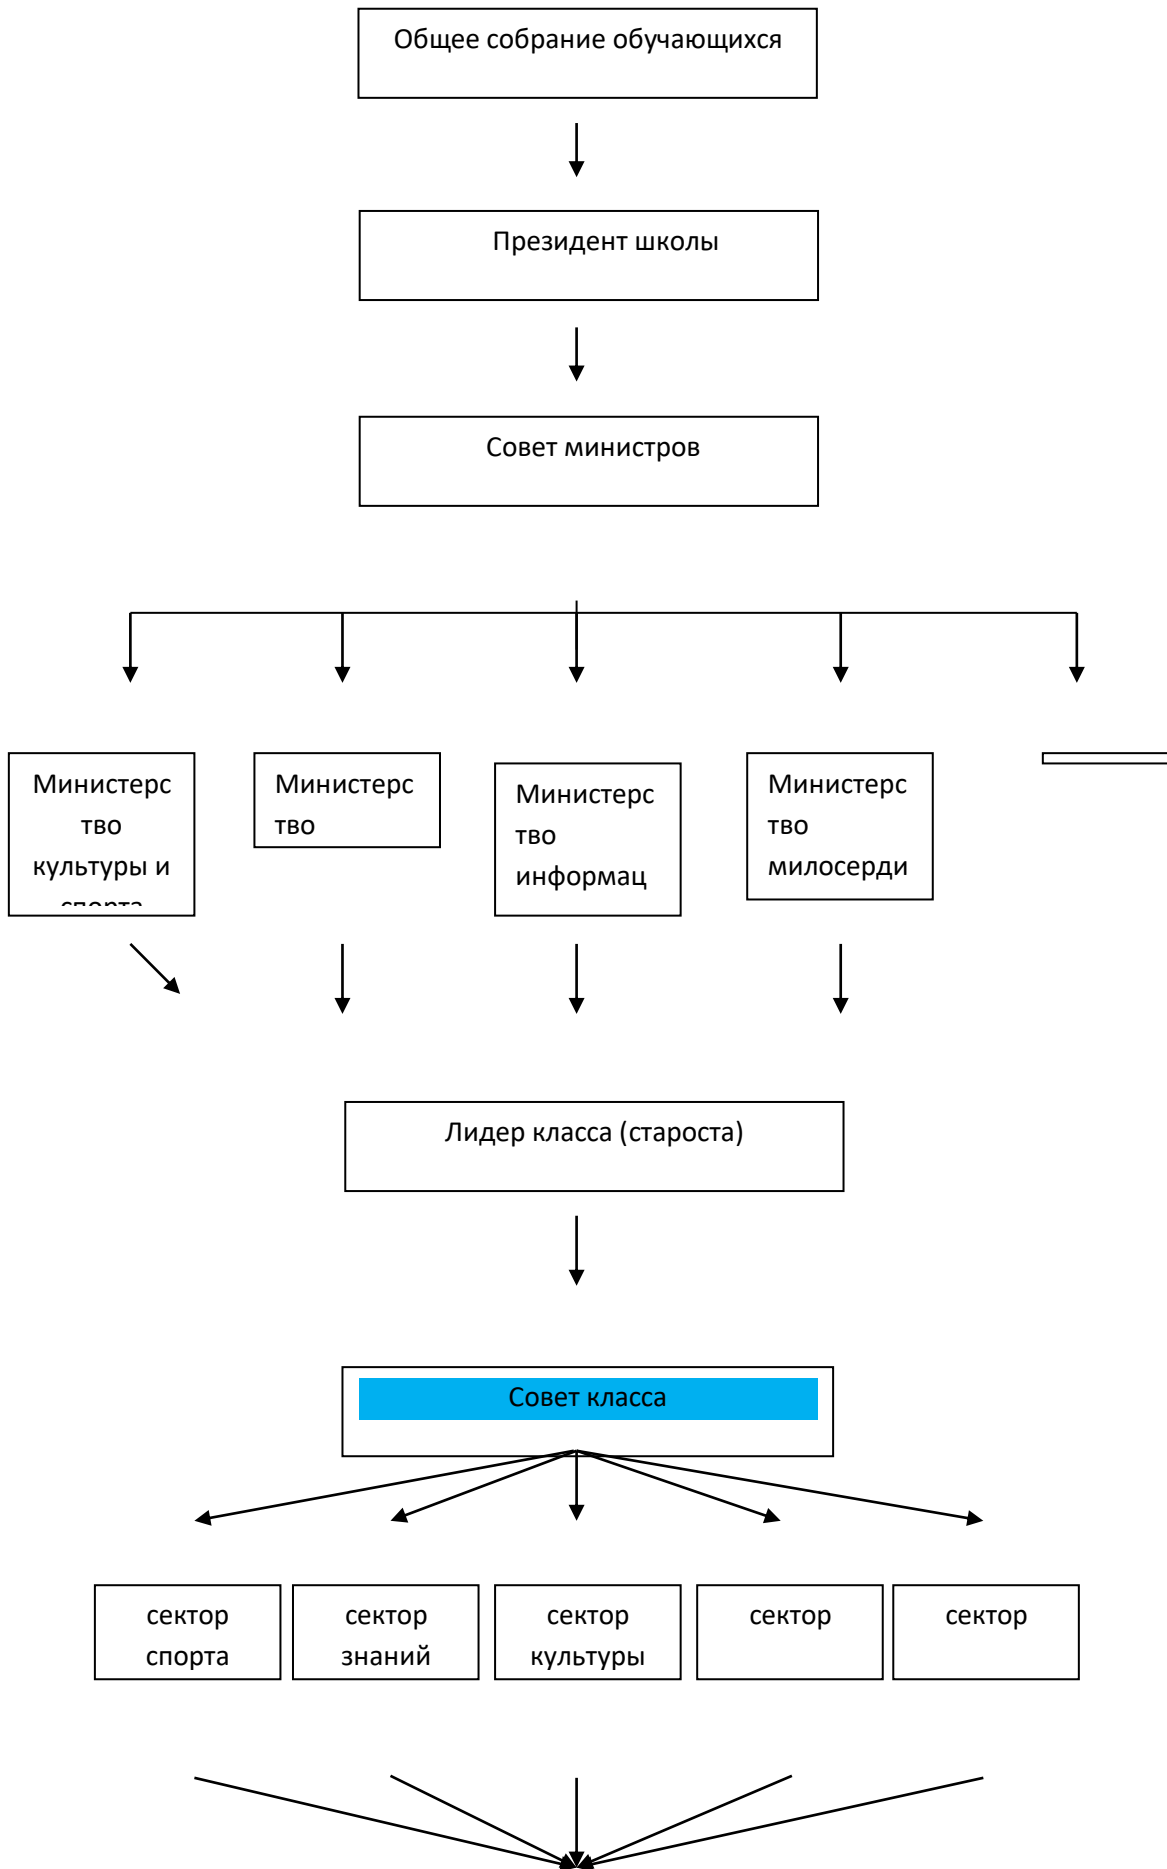 Общее собрание обучающихся
Президент школы
Совет министров
Министерс
тво
культуры и
спорта
Министерс
тво
Министерс
тво
информац
Министерс
тво
милосерди
Лидер класса (староста)
Совет класса
сектор
спорта
сектор
знаний
сектор
культуры
сектор
сектор